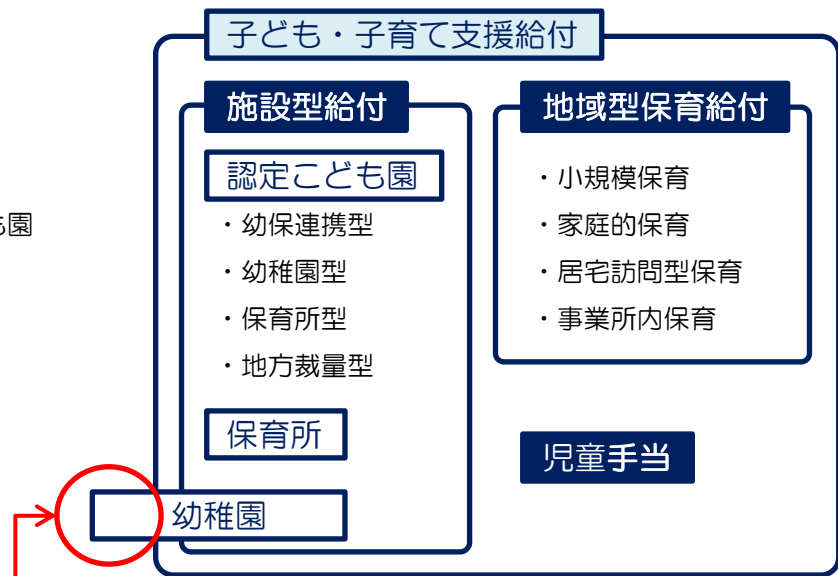 子ども・子育て支援給付
施設型給付
認定こども園
・幼保連携型
・幼稚園型
・保育所型
・地方裁量型
保育所
幼稚園
地域型保育給付
・小規模保育
・家庭的保育
・居宅訪問型保育
・事業所内保育
児童手当
も園